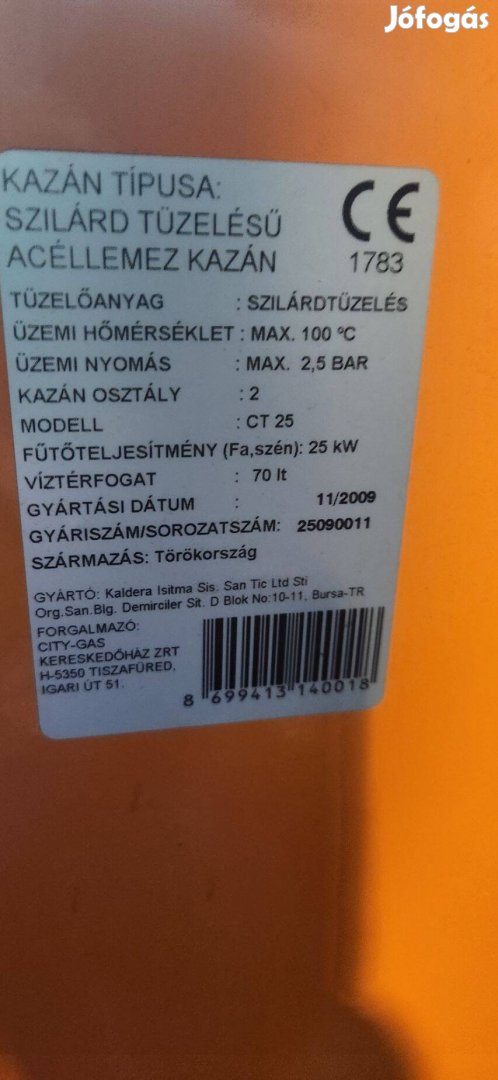 Jófogás
KAZÁN TÍPUSA:
SZILÁRD TÜZELÉSŰ
ACÉLLEMEZ KAZÁN
CE
1783
TÜZELŐANYAG : SZILÁRDTÜZELÉS
ÜZEMI HŐMÉRSÉKLET : MAX. 100 ºC
ÜZEMI NYOMÁS : MAX. 2,5 BAR
KAZÁN OSZTÁLY : 2
MODELL : CT 25
FŰTŐTELJESÍTMÉNY (Fa,szén): 25 kW
VÍZTÉRFOGAT : 70 lt
GYÁRTÁSI DÁTUM : 11/2009
GYÁRISZÁM/SOROZATSZÁM: 25090011
SZÁRMAZÁS: Törökország
GYÁRTÓ: Kaldera Isitma Sis. San Tic Ltd Sti
Org.San.Blg. Demirciler Sit. D Blok No:10-11, Bursa-TR
FORGALMAZÓ:
CITY-GAS
KERESKEDŐHÁZ ZRT
H-5350 TISZAFÜRED,
IGARI ÚT 51.
8 699413 140018